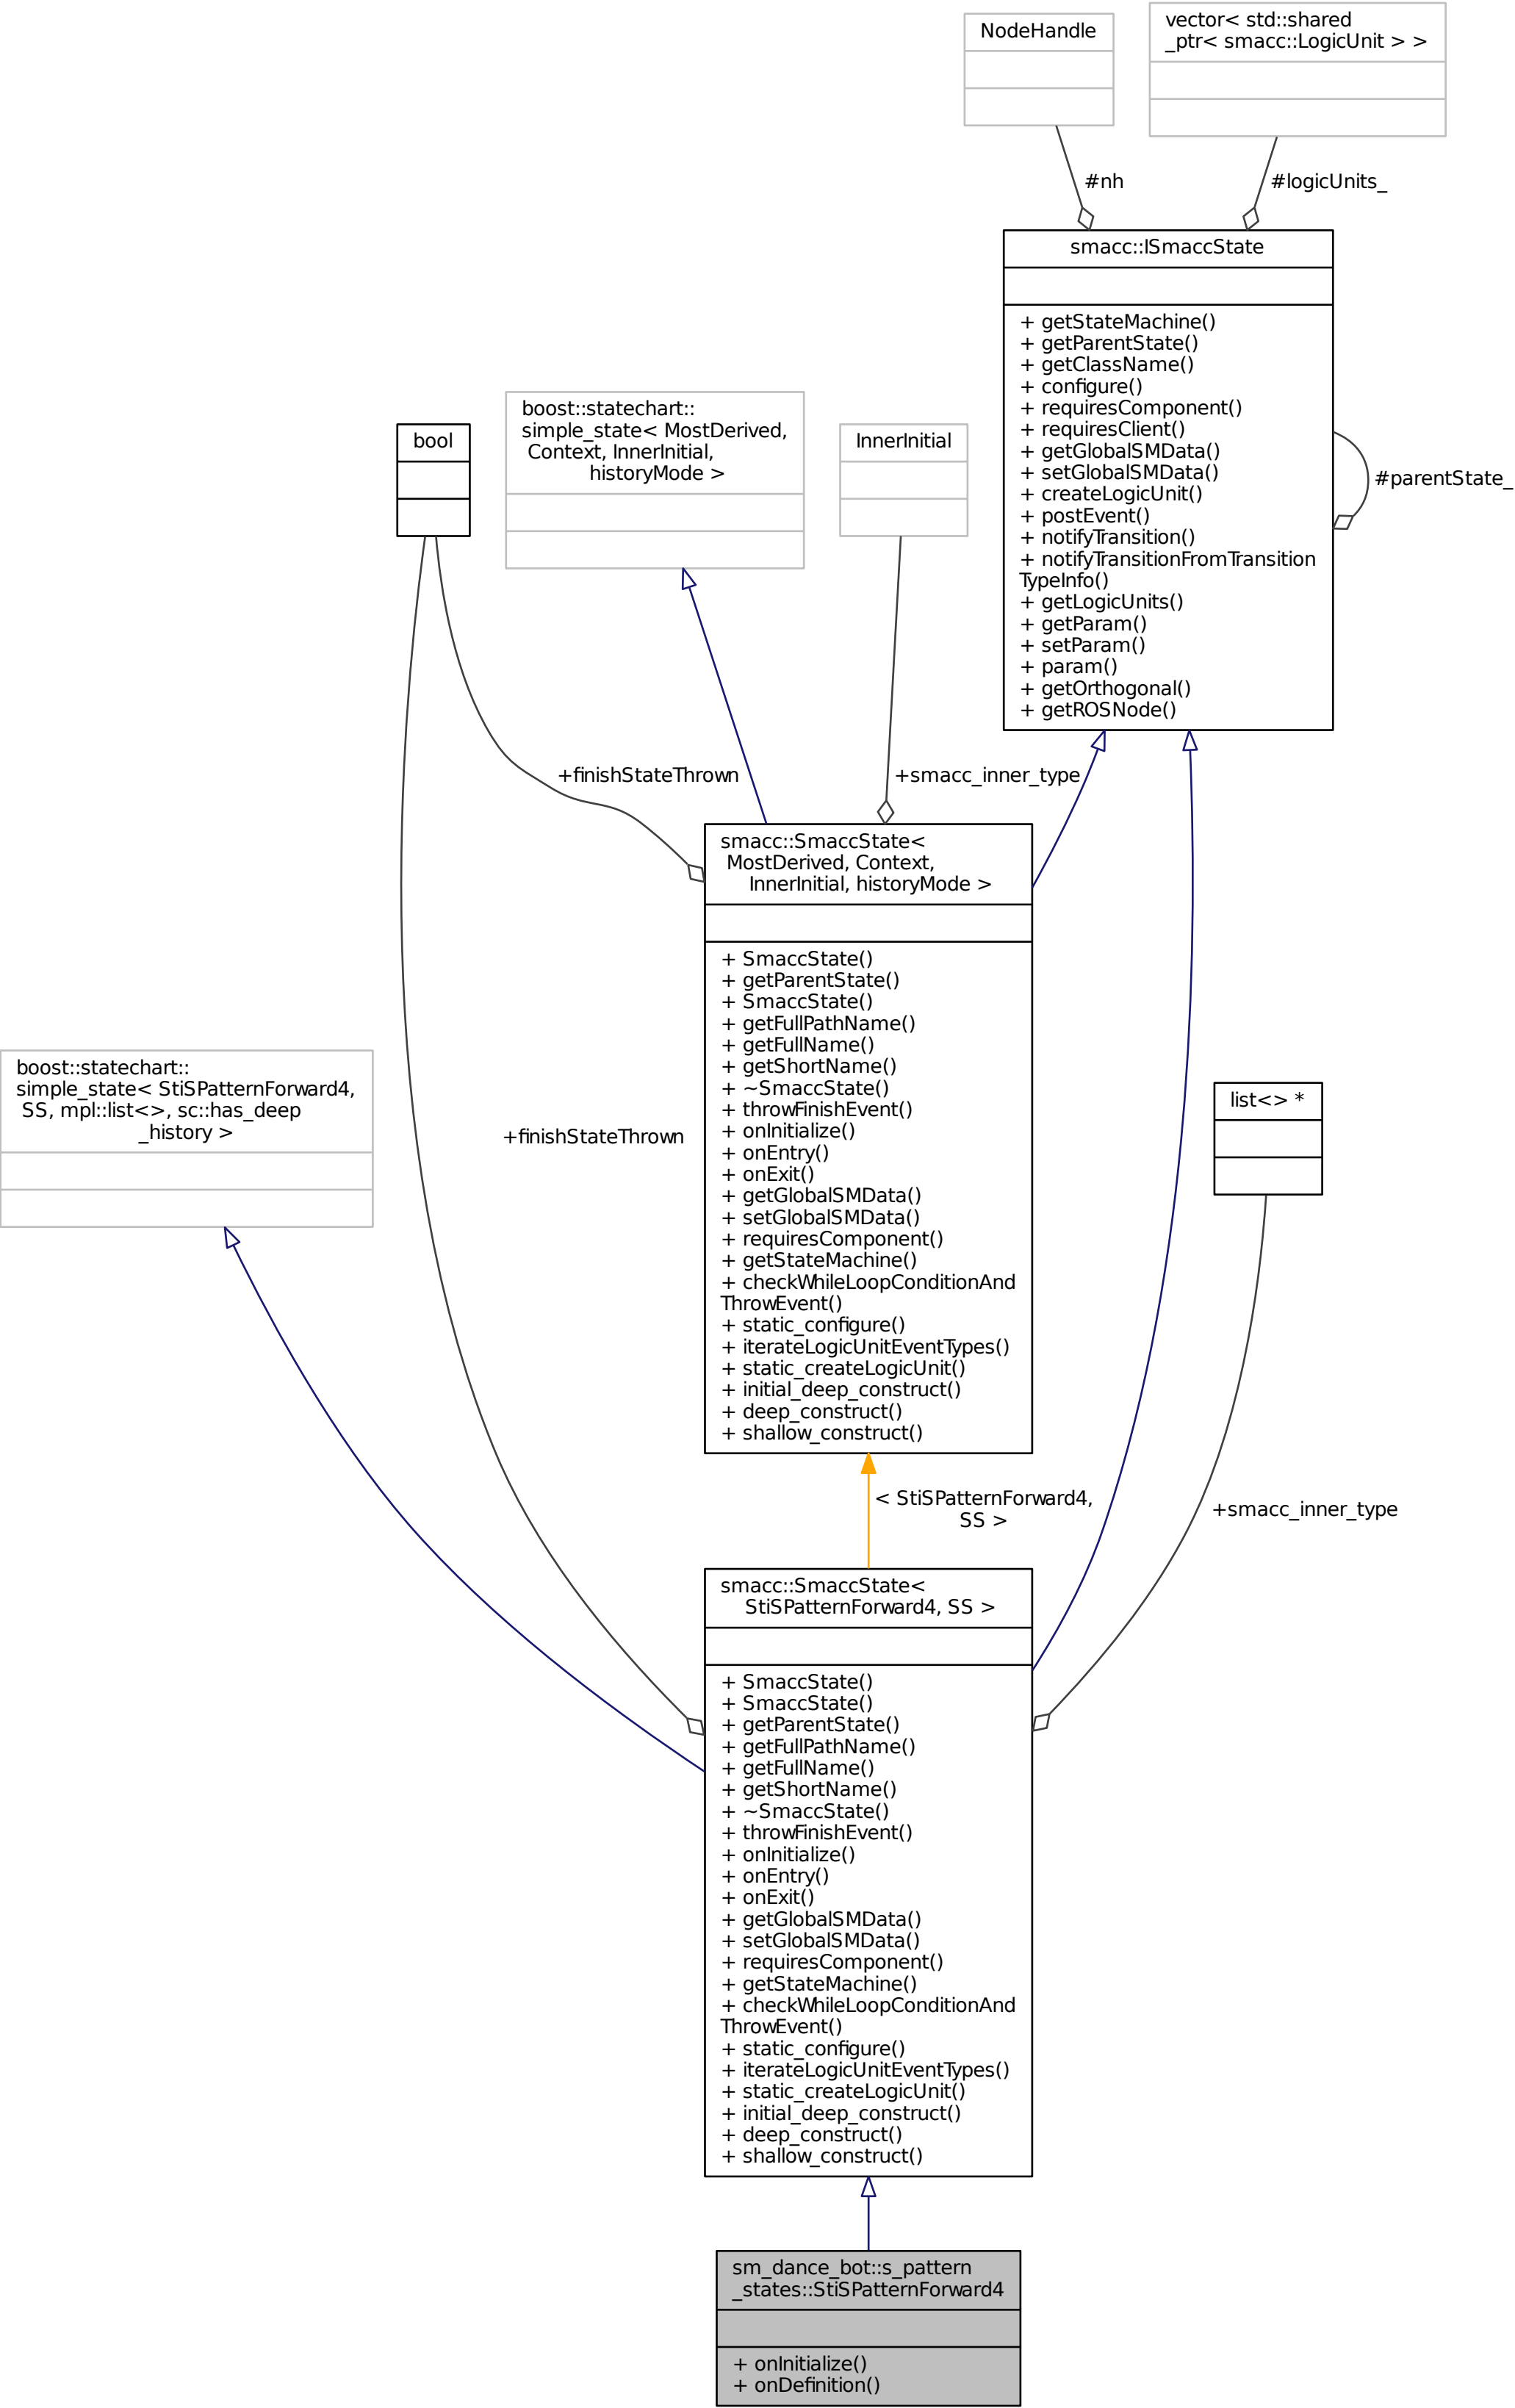 NodeHandle
vector< std::shared
_ptr< smacc::LogicUnit > >
#nh
#logicUnits_
smacc::ISmaccState
+ getStateMachine()
+ getParentState()
+ getClassName()
+ configure()
+ requiresComponent()
+ requiresClient()
+ getGlobalSMData()
+ setGlobalSMData()
+ createLogicUnit()
+ postEvent()
+ notifyTransition()
+ notifyTransitionFromTransition
TypeInfo()
+ getLogicUnits()
+ getParam()
+ setParam()
+ param()
+ getOrthogonal()
+ getROSNode()
#parentState_
bool
boost::statechart::
simple_state< MostDerived,
Context, InnerInitial,
historyMode >
InnerInitial
+finishStateThrown
+smacc_inner_type
smacc::SmaccState<
MostDerived, Context,
InnerInitial, historyMode >
+ SmaccState()
+ getParentState()
+ SmaccState()
+ getFullPathName()
+ getFullName()
+ getShortName()
+ ~SmaccState()
+ throwFinishEvent()
+ onInitialize()
+ onEntry()
+ onExit()
+ getGlobalSMData()
+ setGlobalSMData()
+ requiresComponent()
+ getStateMachine()
+ checkWhileLoopConditionAnd
ThrowEvent()
+ static_configure()
+ iterateLogicUnitEventTypes()
+ static_createLogicUnit()
+ initial_deep_construct()
+ deep_construct()
+ shallow_construct()
boost::statechart::
simple_state< StiSPatternForward4,
SS, mpl::list<>, sc::has_deep
_history >
+finishStateThrown
list<> *
< StiSPatternForward4,
SS >
+smacc_inner_type
smacc::SmaccState<
StiSPatternForward4, SS >
+ SmaccState()
+ SmaccState()
+ getParentState()
+ getFullPathName()
+ getFullName()
+ getShortName()
+ ~SmaccState()
+ throwFinishEvent()
+ onInitialize()
+ onEntry()
+ onExit()
+ getGlobalSMData()
+ setGlobalSMData()
+ requiresComponent()
+ getStateMachine()
+ checkWhileLoopConditionAnd
ThrowEvent()
+ static_configure()
+ iterateLogicUnitEventTypes()
+ static_createLogicUnit()
+ initial_deep_construct()
+ deep_construct()
+ shallow_construct()
sm_dance_bot::s_pattern
_states::StiSPatternForward4
+ onInitialize()
+ onDefinition()